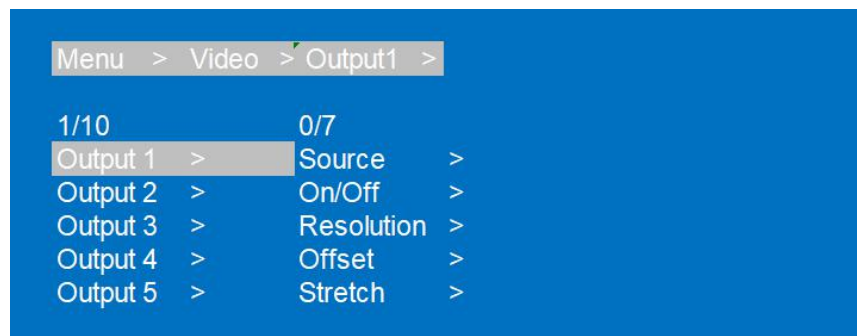 Menu > Video > Output1 >
1/10 0/7
Output 1 > Source >
Output 2 > On/Off >
Output 3 > Resolution >
Output 4 > Offset >
Output 5 > Stretch >